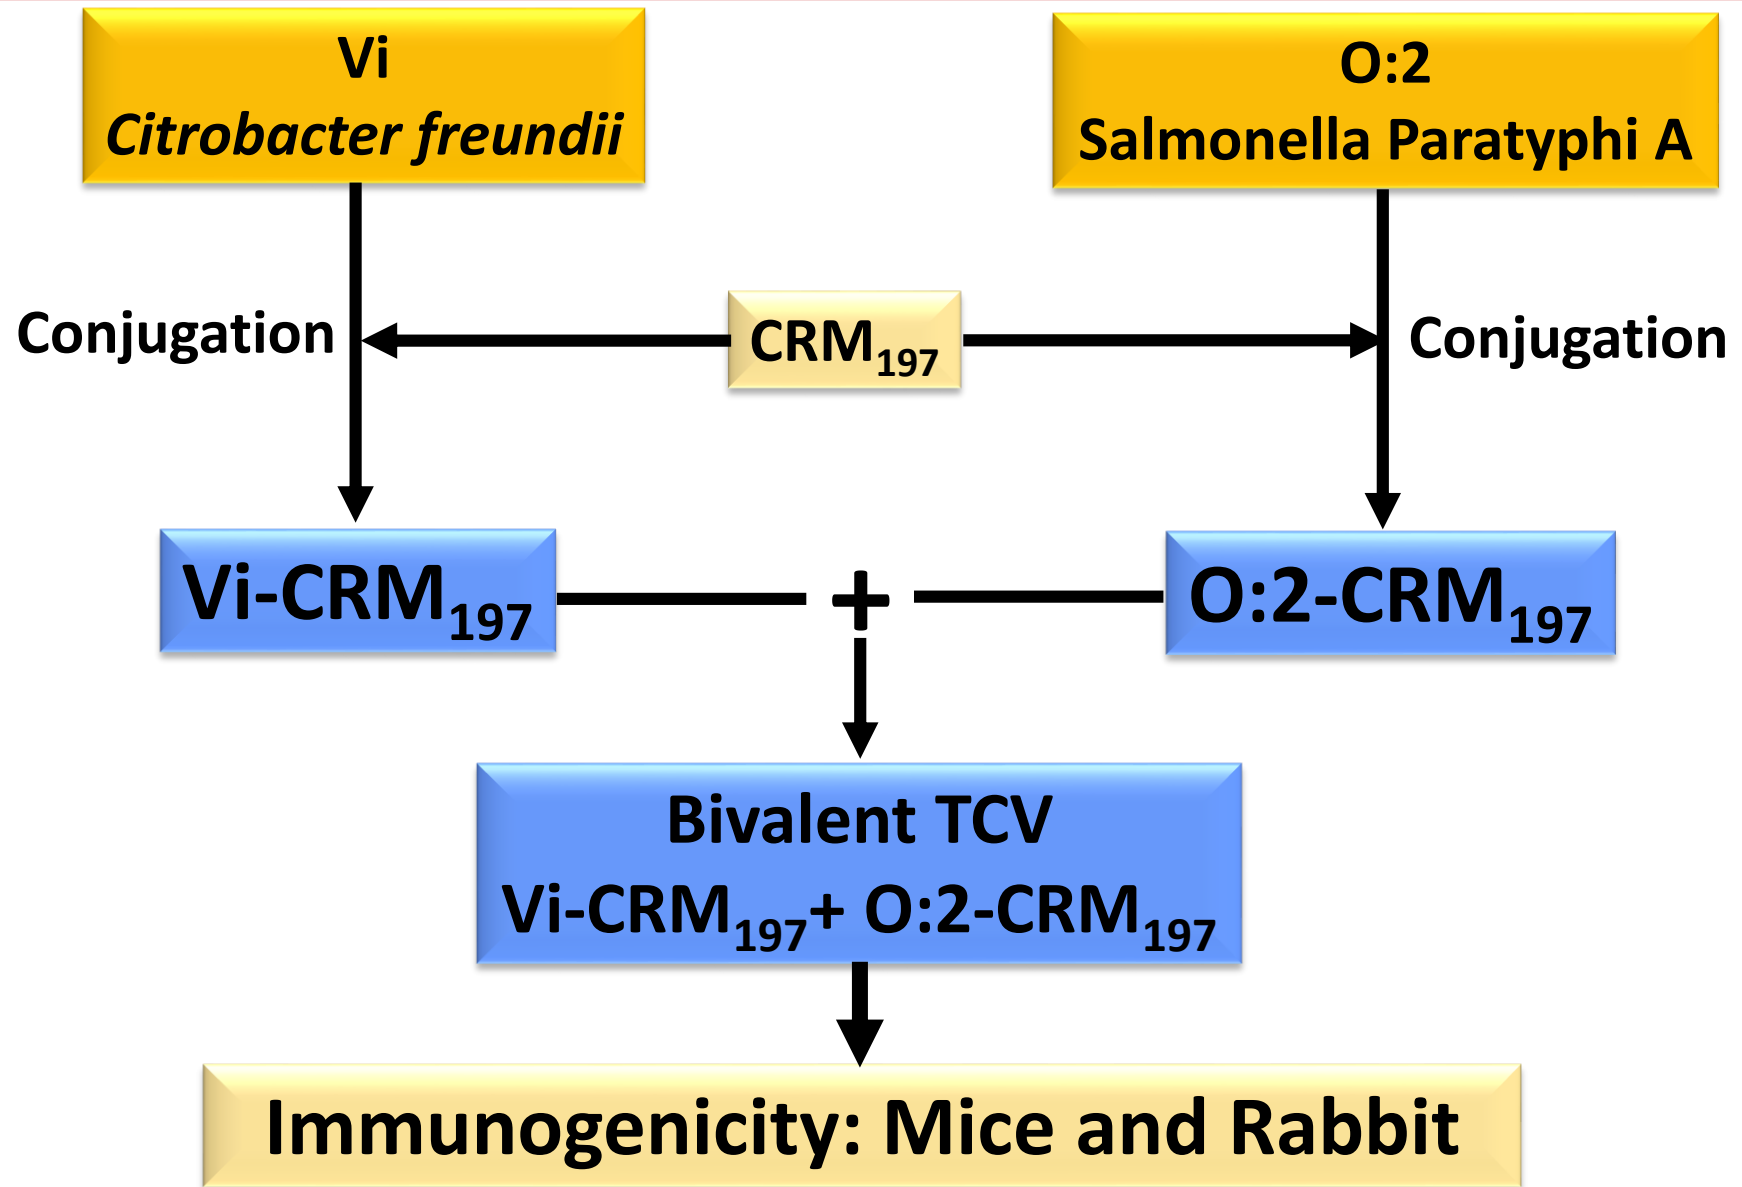 Vi
Citrobacter freundii
O:2
Salmonella Paratyphi A
Conjugation
CRM₁₉₇
Conjugation
Vi-CRM₁₉₇
+
O:2-CRM₁₉₇
Bivalent TCV
Vi-CRM₁₉₇+ O:2-CRM₁₉₇
Immunogenicity: Mice and Rabbit